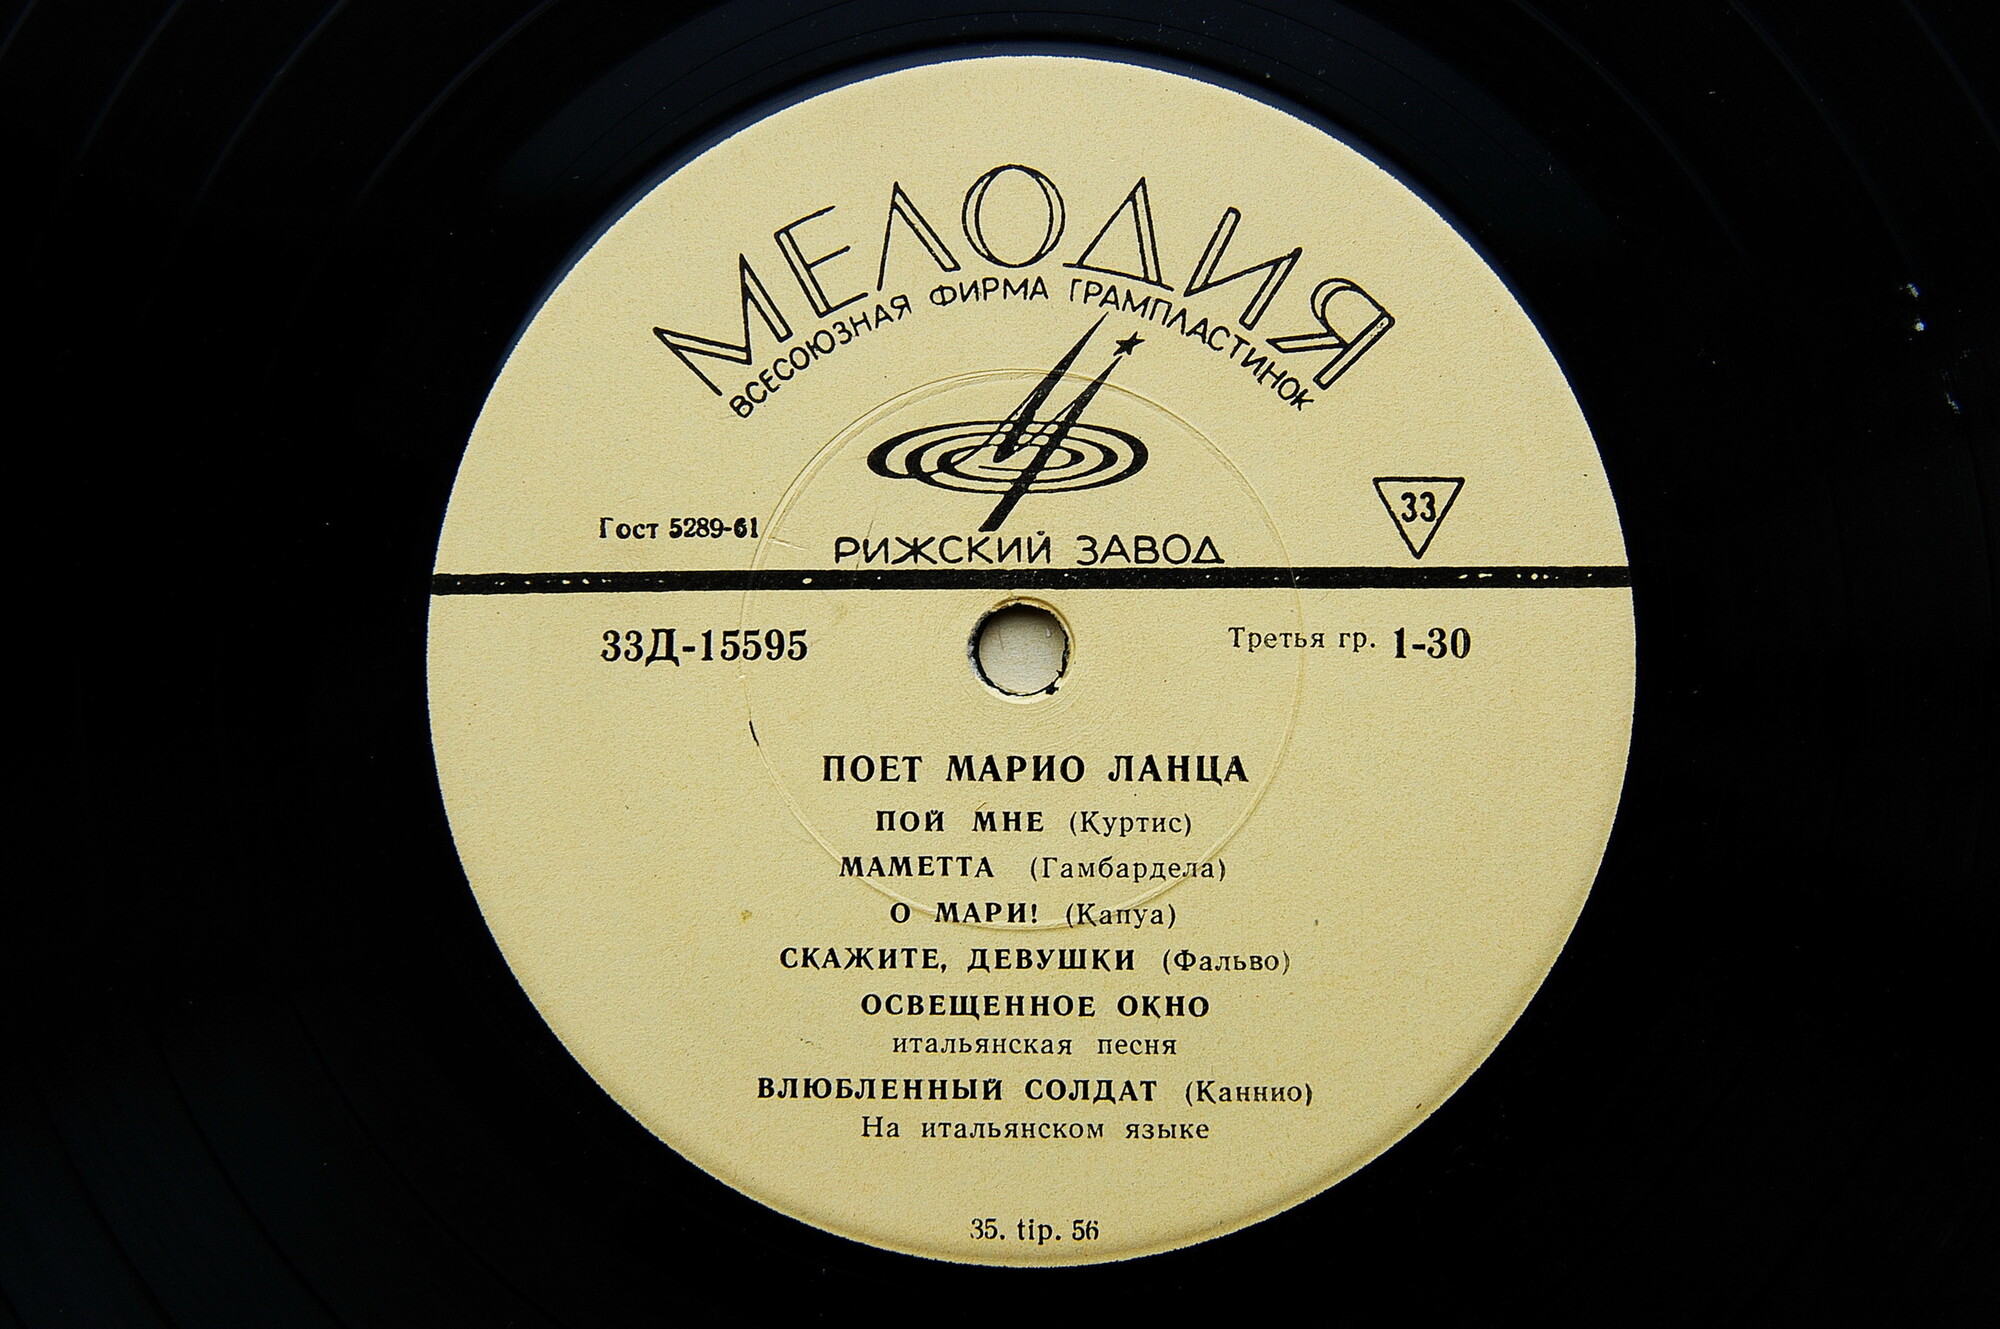 МЕЛОДИЯ
ВСЕСОЮЗНАЯ ФИРМА ГРАМПЛАСТИНОК
33
Гост 5289-61
РИЖСКИЙ ЗАВОД
33Д-15595
Третья гр. 1-30
ПОЕТ МАРИО ЛАНЦА
ПОЙ МНЕ (Куртис)
МАМЕТТА (Гамбардела)
О МАРИ! (Капуа)
СКАЖИТЕ, ДЕВУШКИ (Фальво)
ОСВЕЩЕННОЕ ОКНО
итальянская песня
ВЛЮБЛЕННЫЙ СОЛДАТ (Каннио)
На итальянском языке
35. tip. 56